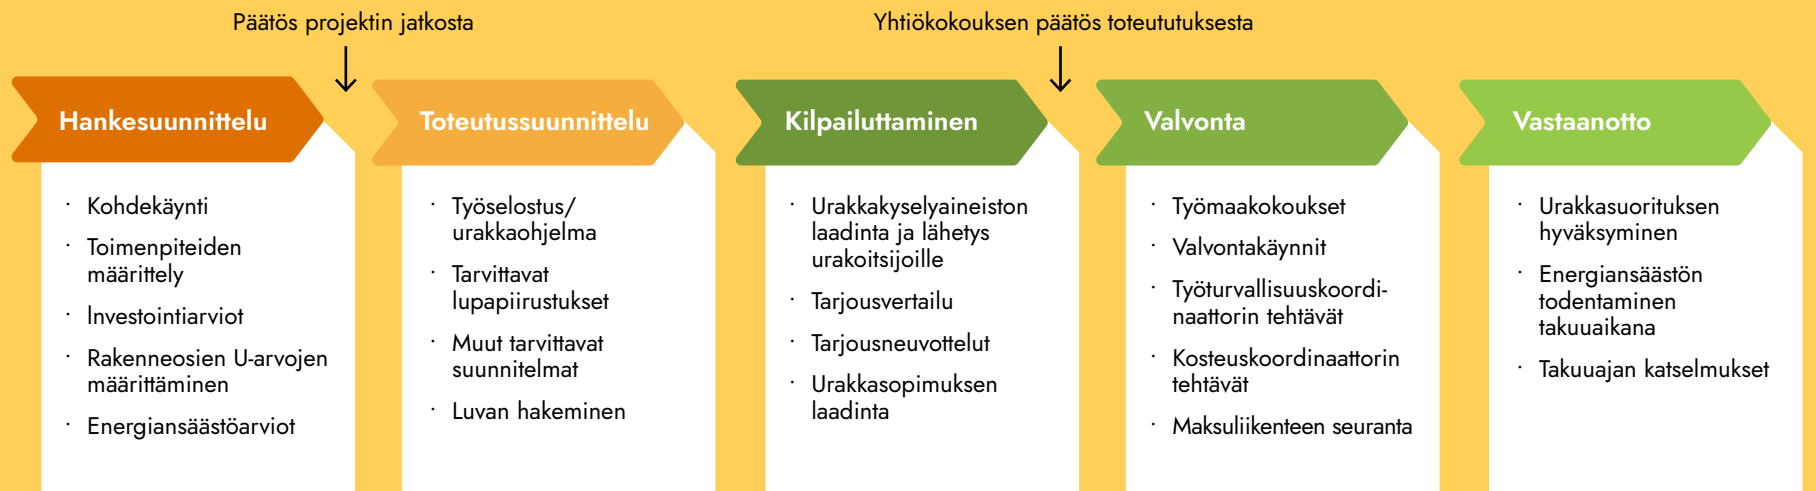 Päätös projektin jatkosta
Yhtiökokouksen päätös toteututuksesta
Hankesuunnittelu
· Kohdekäynti
· Toimenpiteiden
määrittely
· Investointiarviot
· Rakenneosien U-arvojen
määrittäminen
· Energiansäästöarviot
Toteutussuunnittelu
· Työselostus/
urakkaohjelma
· Tarvittavat
lupapiirustukset
· Muut tarvittavat
suunnitelmat
· Luvan hakeminen
Kilpailuttaminen
· Urakkakyselyaineiston
laadinta ja lähetys
urakoitsijoille
· Tarjousvertailu
· Tarjousneuvottelut
· Urakkasopimuksen
laadinta
Valvonta
· Työmaakokoukset
· Valvontakäynnit
· Työturvallisuuskoordi-
naattorin tehtävät
· Kosteuskoordinaattorin
tehtävät
· Maksuliikenteen seuranta
Vastaanotto
· Urakkasuorituksen
hyväksyminen
· Energiansäästön
todentaminen
takuuaikana
· Takuuajan katselmukset